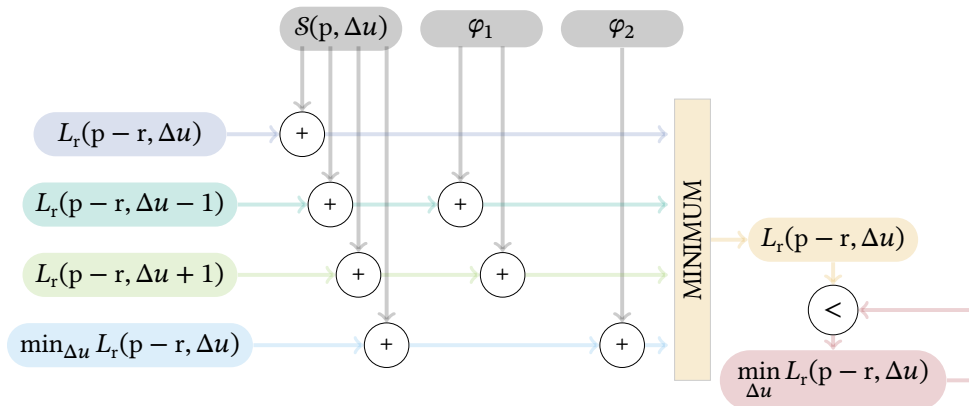 𝒮(p, Δu) φ₁ φ₂
Lᵣ(p − r, Δu) +
Lᵣ(p − r, Δu − 1) + +
Lᵣ(p − r, Δu + 1) + +
min_Δu Lᵣ(p − r, Δu) + +
MINIMUM
Lᵣ(p − r, Δu)
<
min Lᵣ(p − r, Δu)
Δu